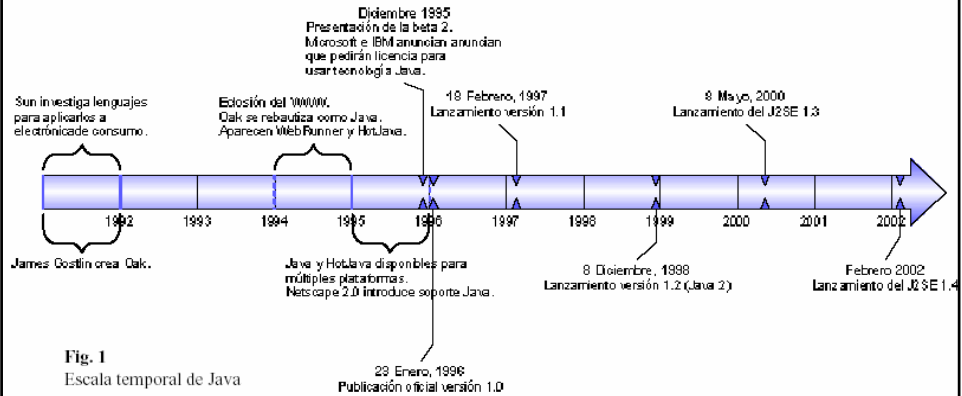 Diciembre 1995
Presentación de la beta 2.
Microsoft e IBM anuncian anuncian
que pedirán licencia para
usar tecnología Java.
Sun investiga lenguajes
para aplicarlos a
electrónicade consumo.
Eclosión del WWW.
Oak se rebautiza como Java.
Aparecen WebRunner y HotJava.
18 Febrero, 1997
Lanzamiento versión 1.1
8 Mayo, 2000
Lanzamiento del J2SE 1.3
1992
1993
1994
1995
1996
1997
1998
1999
2000
2001
2002
James Gostlin crea Oak.
Java y HotJava disponibles para
múltiples plataformas.
Netscape 2.0 introduce soporte Java.
8 Diciembre, 1998
Lanzamiento versión 1.2 (Java 2)
Febrero 2002
Lanzamiento del J2SE 1.4
Fig. 1
Escala temporal de Java
23 Enero, 1996
Publicación oficial versión 1.0